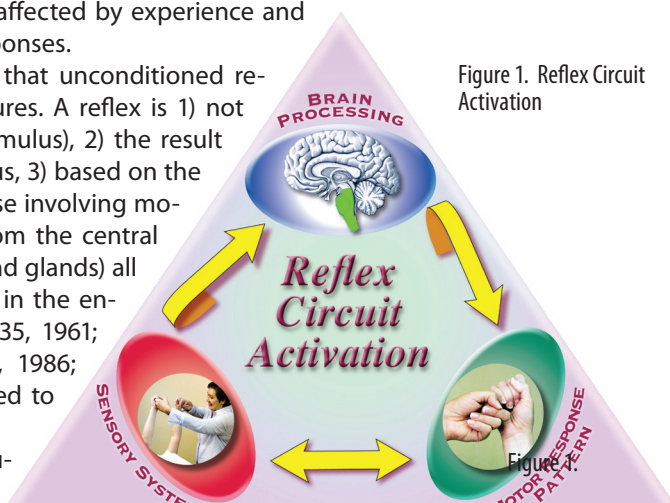 affected by experience and
ponses.
that unconditioned re-
ures. A reflex is 1) not
mulus), 2) the result
us, 3) based on the
se involving mo-
om the central
nd glands) all
in the en-
35, 1961;
, 1986;
ed to
u-
Figure 1. Reflex Circuit
Activation
BRAIN
PROCESSING
Reflex
Circuit
Activation
SENSORY SYSTE
MOTOR RESPONSE
PATTERN
Figure 1.